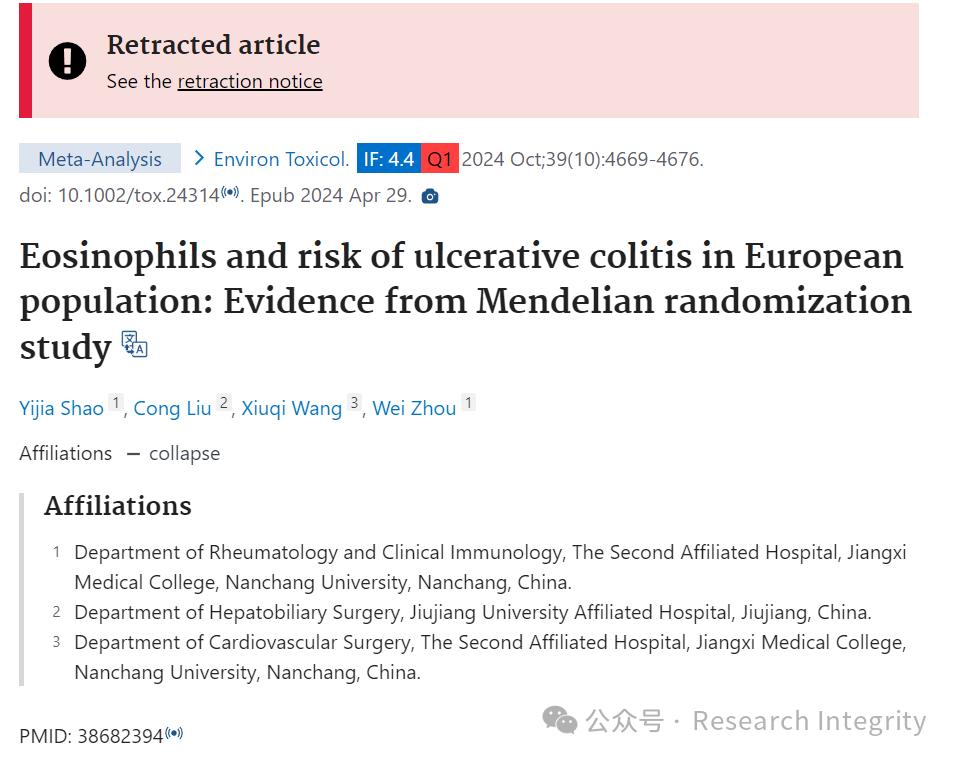 Retracted article
See the retraction notice
Meta-Analysis > Environ Toxicol. IF: 4.4 Q1 2024 Oct;39(10):4669-4676.
doi: 10.1002/tox.24314. Epub 2024 Apr 29.
Eosinophils and risk of ulcerative colitis in European
population: Evidence from Mendelian randomization
study
Yijia Shao 1, Cong Liu 2, Xiuqi Wang 3, Wei Zhou 1
Affiliations — collapse
Affiliations
1 Department of Rheumatology and Clinical Immunology, The Second Affiliated Hospital, Jiangxi
Medical College, Nanchang University, Nanchang, China.
2 Department of Hepatobiliary Surgery, Jiujiang University Affiliated Hospital, Jiujiang, China.
3 Department of Cardiovascular Surgery, The Second Affiliated Hospital, Jiangxi Medical College,
Nanchang University, Nanchang, China.
公众号 · Research Integrity
PMID: 38682394